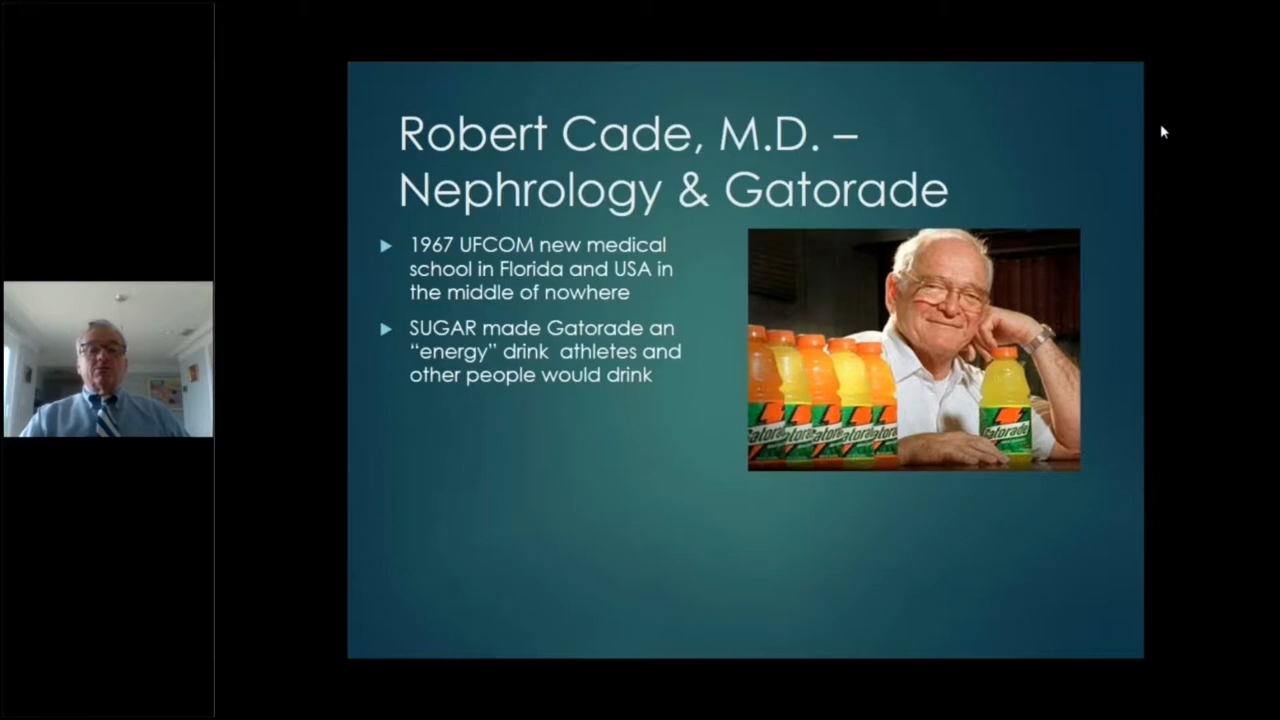 Robert Cade, M.D. –
Nephrology & Gatorade
1967 UFCOM new medical
school in Florida and USA in
the middle of nowhere
SUGAR made Gatorade an
“energy” drink athletes and
other people would drink
Gatorade